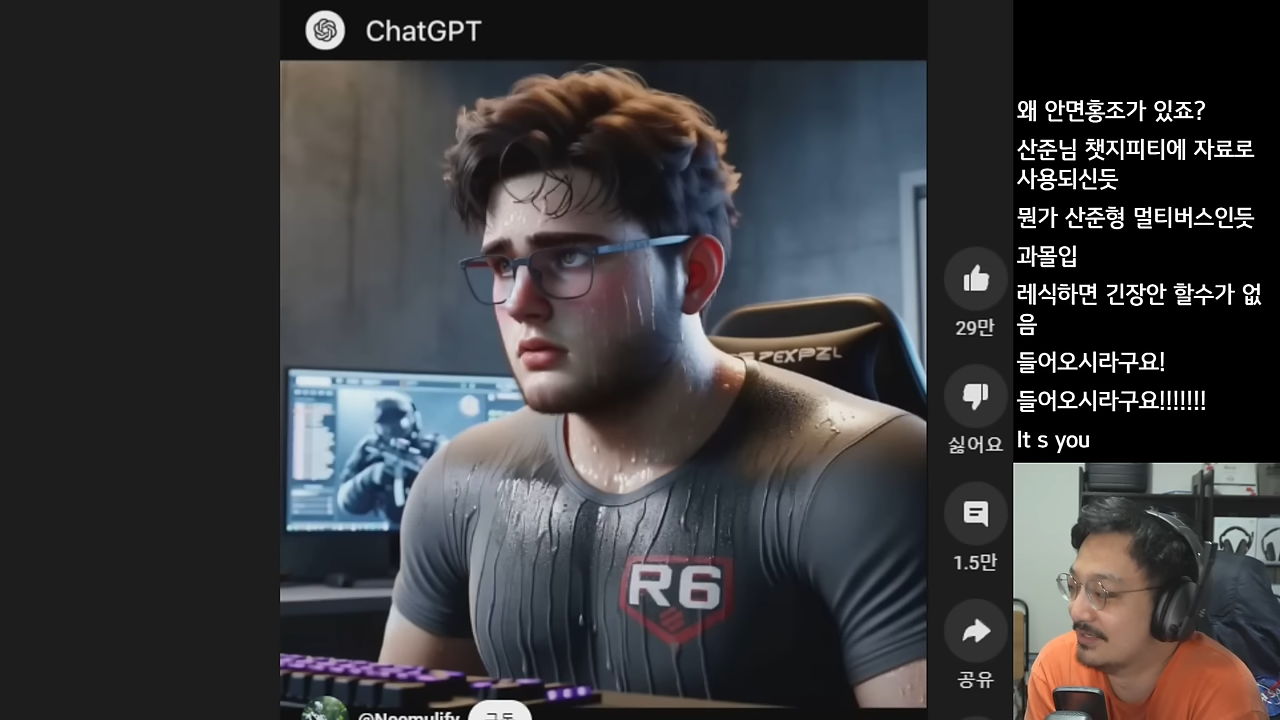 ChatGPT
R6
29만
싫어요
1.5만
공유
@Noemulify
구독
왜 안면홍조가 있죠?
산준님 챗지피티에 자료로
사용되신듯
뭔가 산준형 멀티버스인듯
과몰입
레식하면 긴장안 할수가 없
음
들어오시라구요!
들어오시라구요!!!!!!!
It s you